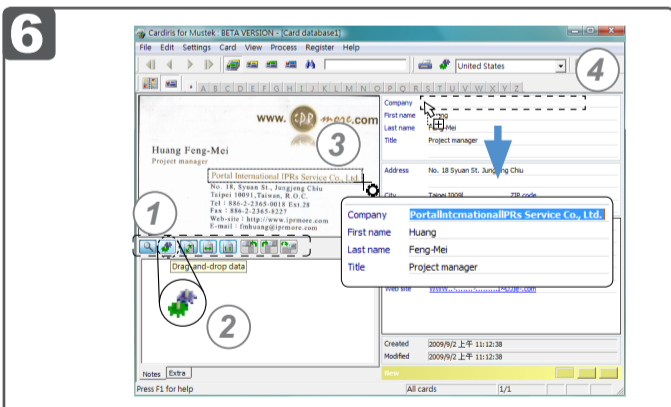 6
Cardiris for Mustek : BETA VERSION - [Card database1]
File Edit Settings Card View Process Register Help
United States
4
A B C D E F G H I J K L M N O P Q R S T U V W X Y Z
www. iPR more.com
3
Huang Feng-Mei
Project manager
Portal International IPRs Service Co., Ltd.
No. 18, Syuan St., Jungjeng Chiu
Taipei 10091,Taiwan, R.O.C.
Tel : 886-2-2365-0018 Ext.28
Fax : 886-2-2365-8227
Web-site : http://www.iprmore.com
E-mail : fmhuang@iprmore.com
1
Drag-and-drop data
2
Notes Extra
Press F1 for help
Company
First name
Last name Feng-Mei
Title Project manager
Address No. 18 Syuan St. Jungjeng Chiu
City Taipei 1009 ZIP code
Company PortalIntcmationallPRs Service Co., Ltd.
First name Huang
Last name Feng-Mei
Title Project manager
Web site
Created 2009/9/2 上午 11:12:38
Modified 2009/9/2 上午 11:12:38
New
All cards 1/1